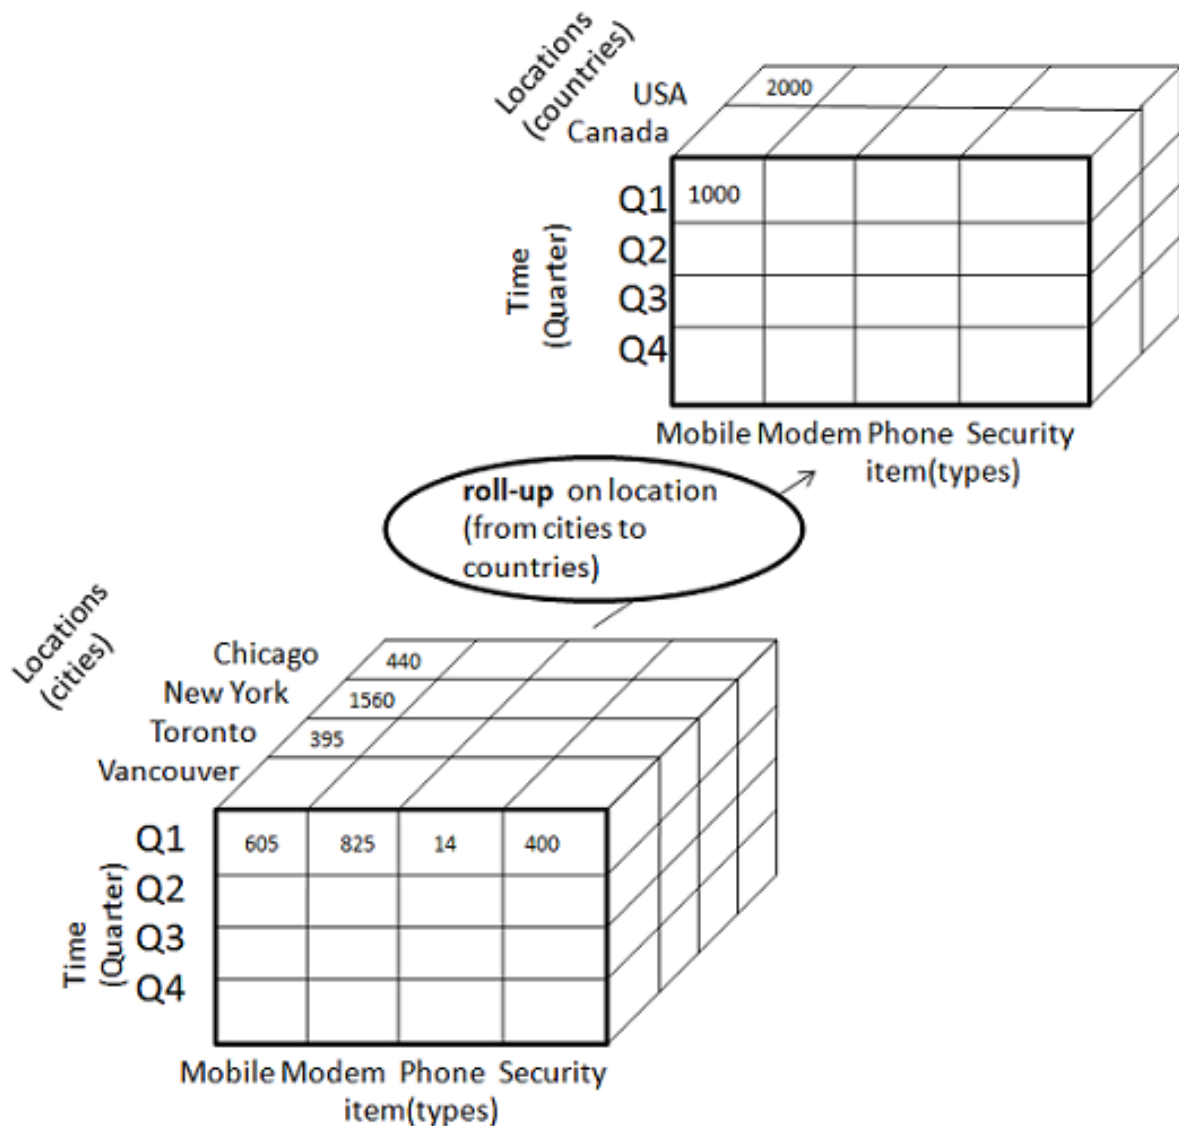 Locations
(countries)
USA
2000
Canada
Q1
1000
Q2
Q3
Q4
Time
(Quarter)
Mobile Modem Phone Security
item(types)
roll-up on location
(from cities to
countries)
Locations
(cities)
Chicago
440
New York
1560
Toronto
395
Vancouver
Q1
605 825 14 400
Q2
Q3
Q4
Time
(Quarter)
Mobile Modem Phone Security
item(types)